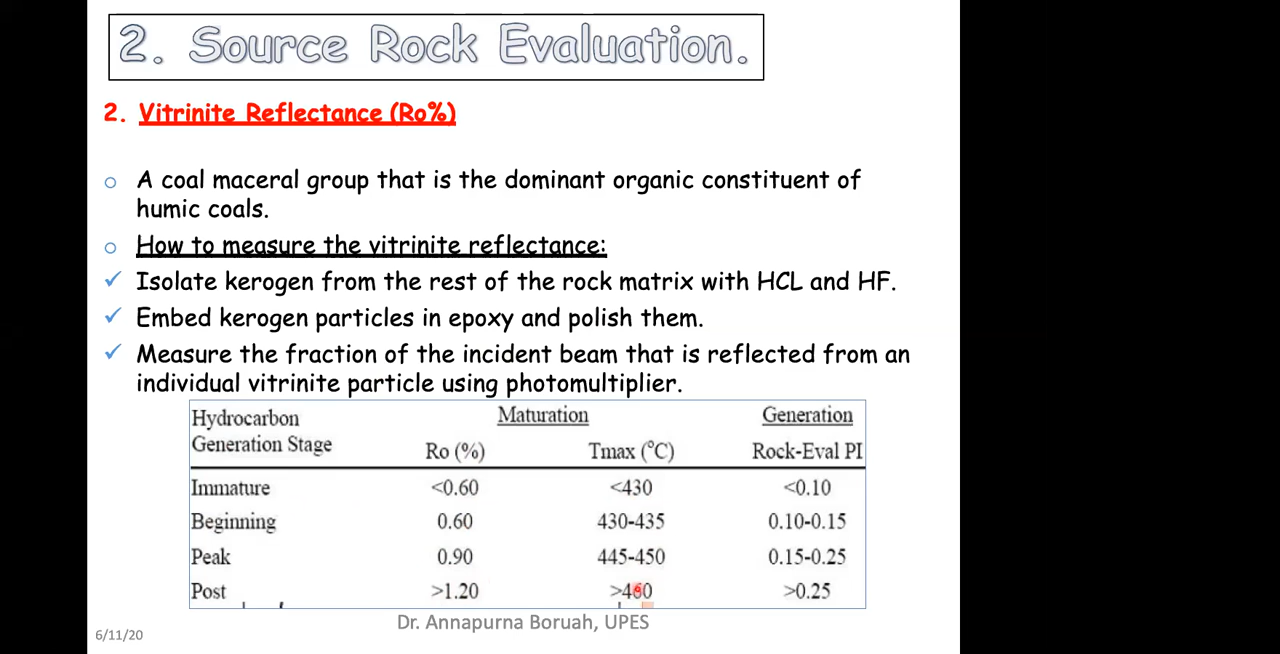 2. Source Rock Evaluation.
2. Vitrinite Reflectance (Ro%)
○ A coal maceral group that is the dominant organic constituent of
humic coals.
○ How to measure the vitrinite reflectance:
✓ Isolate kerogen from the rest of the rock matrix with HCL and HF.
✓ Embed kerogen particles in epoxy and polish them.
✓ Measure the fraction of the incident beam that is reflected from an
individual vitrinite particle using photomultiplier.
Hydrocarbon Maturation Generation
Generation Stage Ro (%) Tmax (°C) Rock-Eval PI
Immature <0.60 <430 <0.10
Beginning 0.60 430-435 0.10-0.15
Peak 0.90 445-450 0.15-0.25
Post >1.20 >460 >0.25
Dr. Annapurna Boruah, UPES
6/11/20